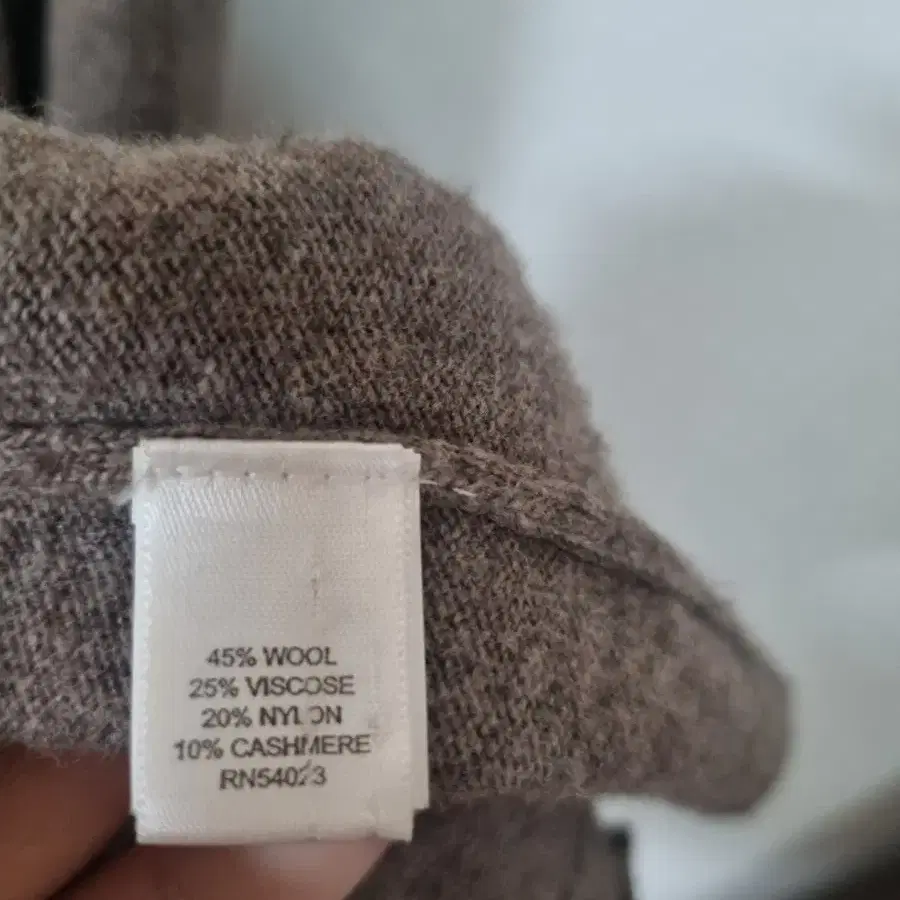 45% WOOL
25% VISCOSE
20% NYLON
10% CASHMERE
RN54023